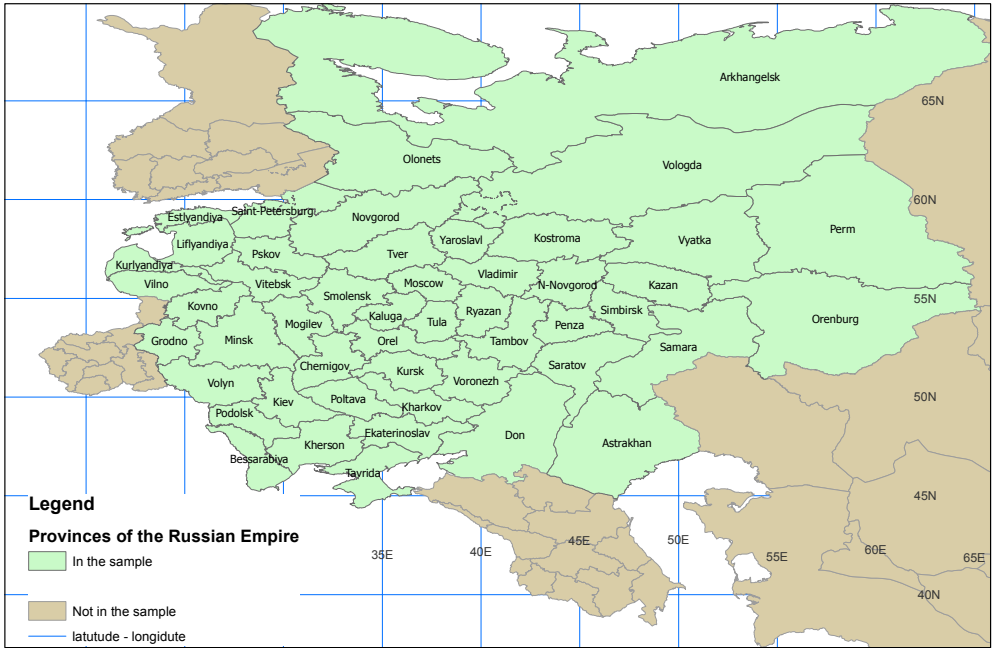 Arkhangelsk
65N
Olonets
Vologda
60N
Estlyandiya
Saint-Petersburg
Novgorod
Perm
Liflyandiya
Yaroslavl
Kostroma
Vyatka
Pskov
Tver
Kurlyandiya
Vilno
Vitebsk
Vladimir
Moscow
N-Novgorod
Kazan
Smolensk
55N
Kovno
Kaluga
Ryazan
Simbirsk
Orenburg
Mogilev
Tula
Penza
Grodno
Minsk
Orel
Tambov
Samara
Chernigov
Kursk
Saratov
Volyn
Voronezh
50N
Kiev
Poltava
Podolsk
Kharkov
Ekaterinoslav
Don
Kherson
Astrakhan
Bessarabiya
Tavrida
45N
Legend
Provinces of the Russian Empire
In the sample
35E
40E
45E
50E
55E
60E
65E
40N
Not in the sample
latutude - longidute